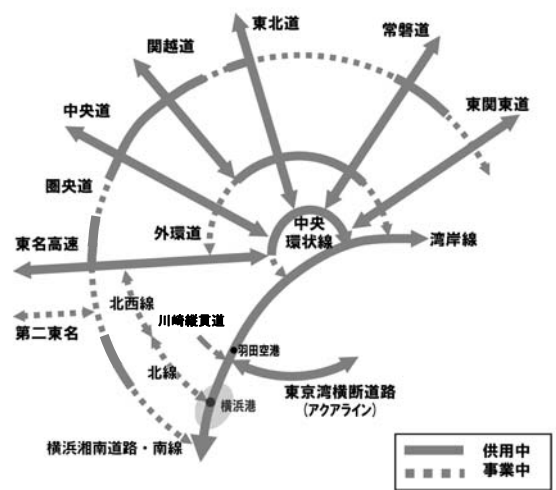 東北道
常磐道
関越道
中央道
東関東道
圏央道
外環道
中央
環状線
東名高速
湾岸線
北西線
川崎縦貫道
第二東名
羽田空港
北線
東京湾横断道路
(アクアライン)
横浜港
横浜湘南道路・南線
供用中
事業中